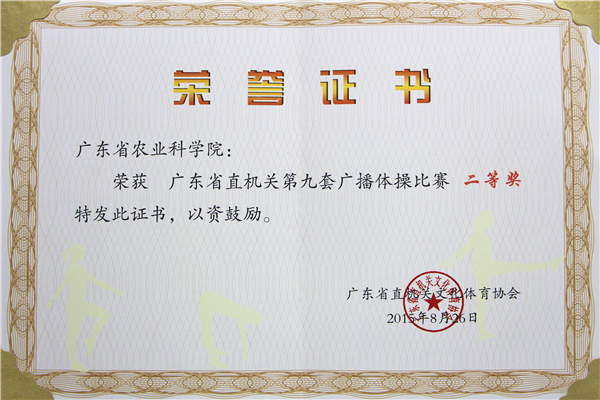 荣誉证书
广东省农业科学院：
荣获 广东省直机关第九套广播体操比赛 二等奖
特发此证书，以资鼓励。
广东省直机关文化体育协会
2015年8月26日